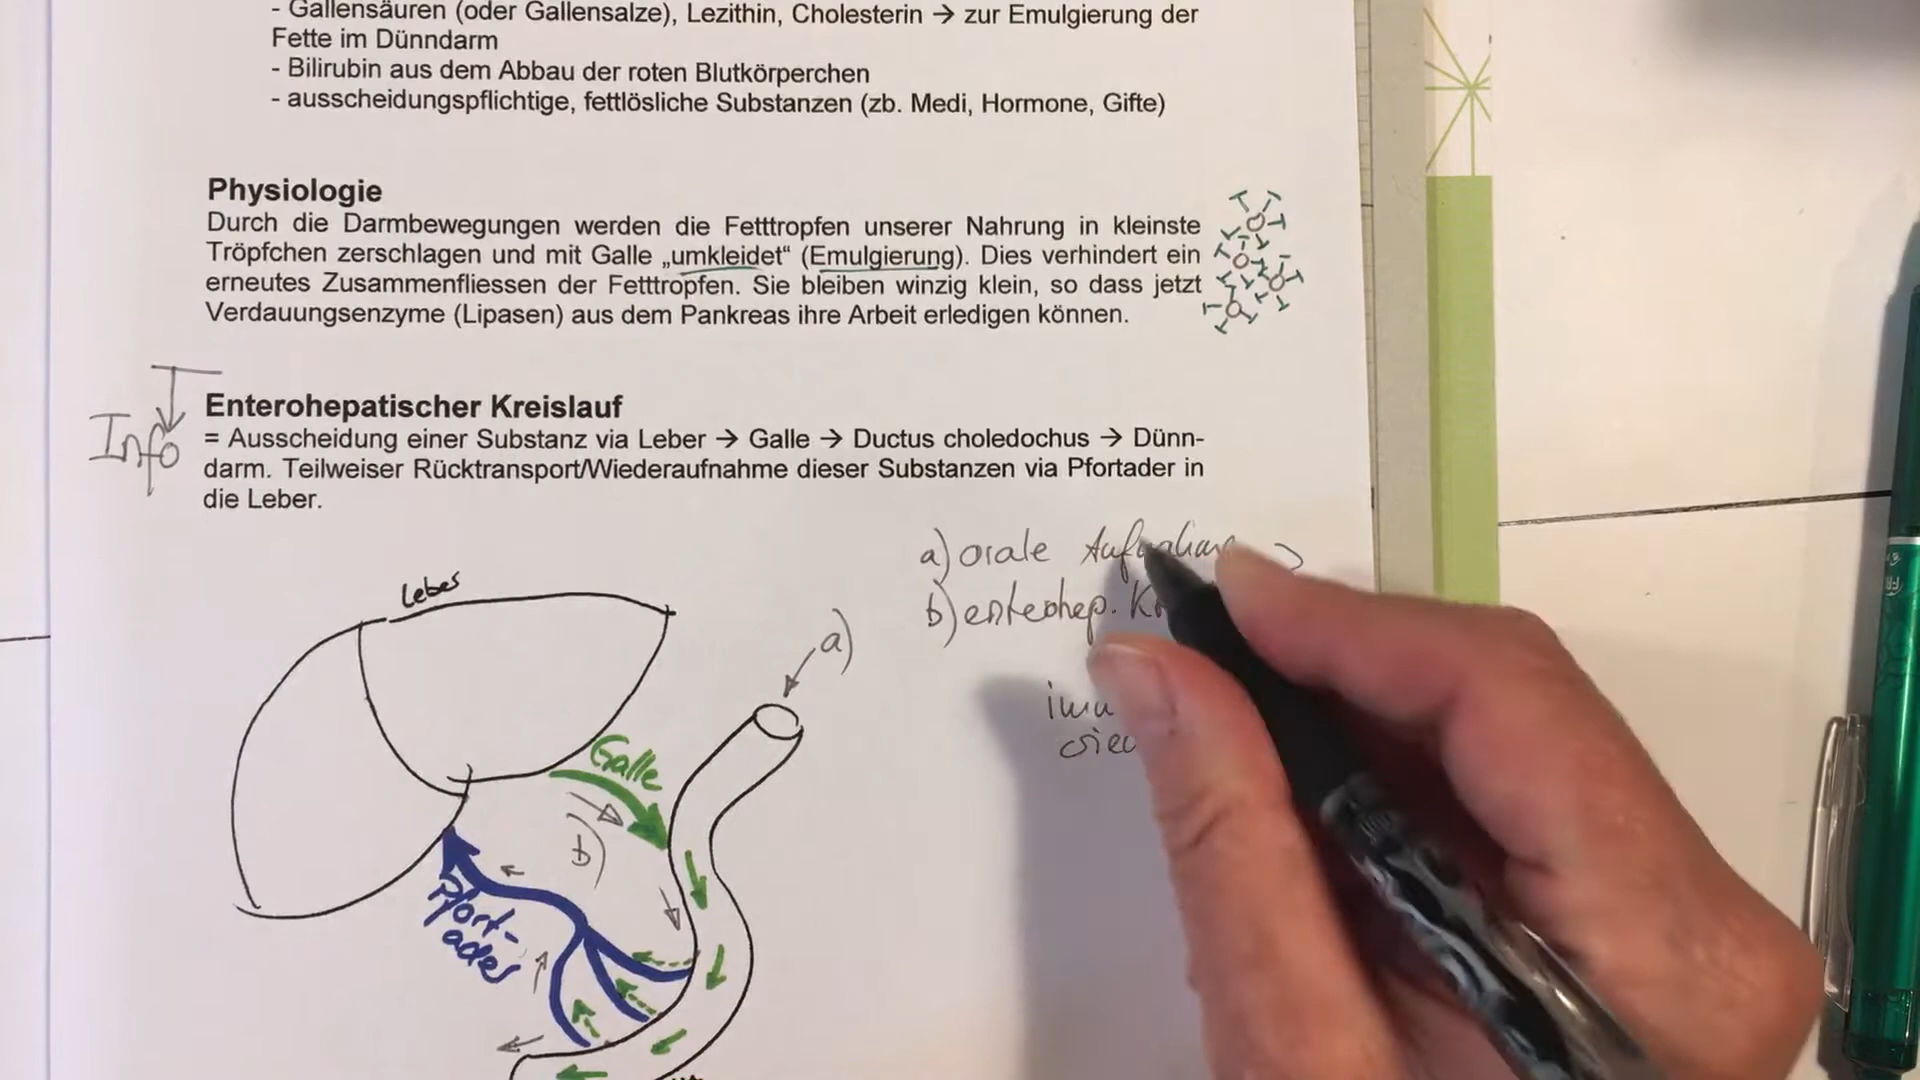 - Gallensäuren (oder Gallensalze), Lezithin, Cholesterin → zur Emulgierung der
Fette im Dünndarm
- Bilirubin aus dem Abbau der roten Blutkörperchen
- ausscheidungspflichtige, fettlösliche Substanzen (zb. Medi, Hormone, Gifte)
Physiologie
Durch die Darmbewegungen werden die Fetttropfen unserer Nahrung in kleinste
Tröpfchen zerschlagen und mit Galle „umkleidet“ (Emulgierung). Dies verhindert ein
erneutes Zusammenfliessen der Fetttropfen. Sie bleiben winzig klein, so dass jetzt
Verdauungsenzyme (Lipasen) aus dem Pankreas ihre Arbeit erledigen können.
Info
Enterohepatischer Kreislauf
= Ausscheidung einer Substanz via Leber → Galle → Ductus choledochus → Dünn-
darm. Teilweiser Rücktransport/Wiederaufnahme dieser Substanzen via Pfortader in
die Leber.
a) orale Aufnahme
b) enterohep.
Leber
a)
Galle
b)
Pfort-
ader